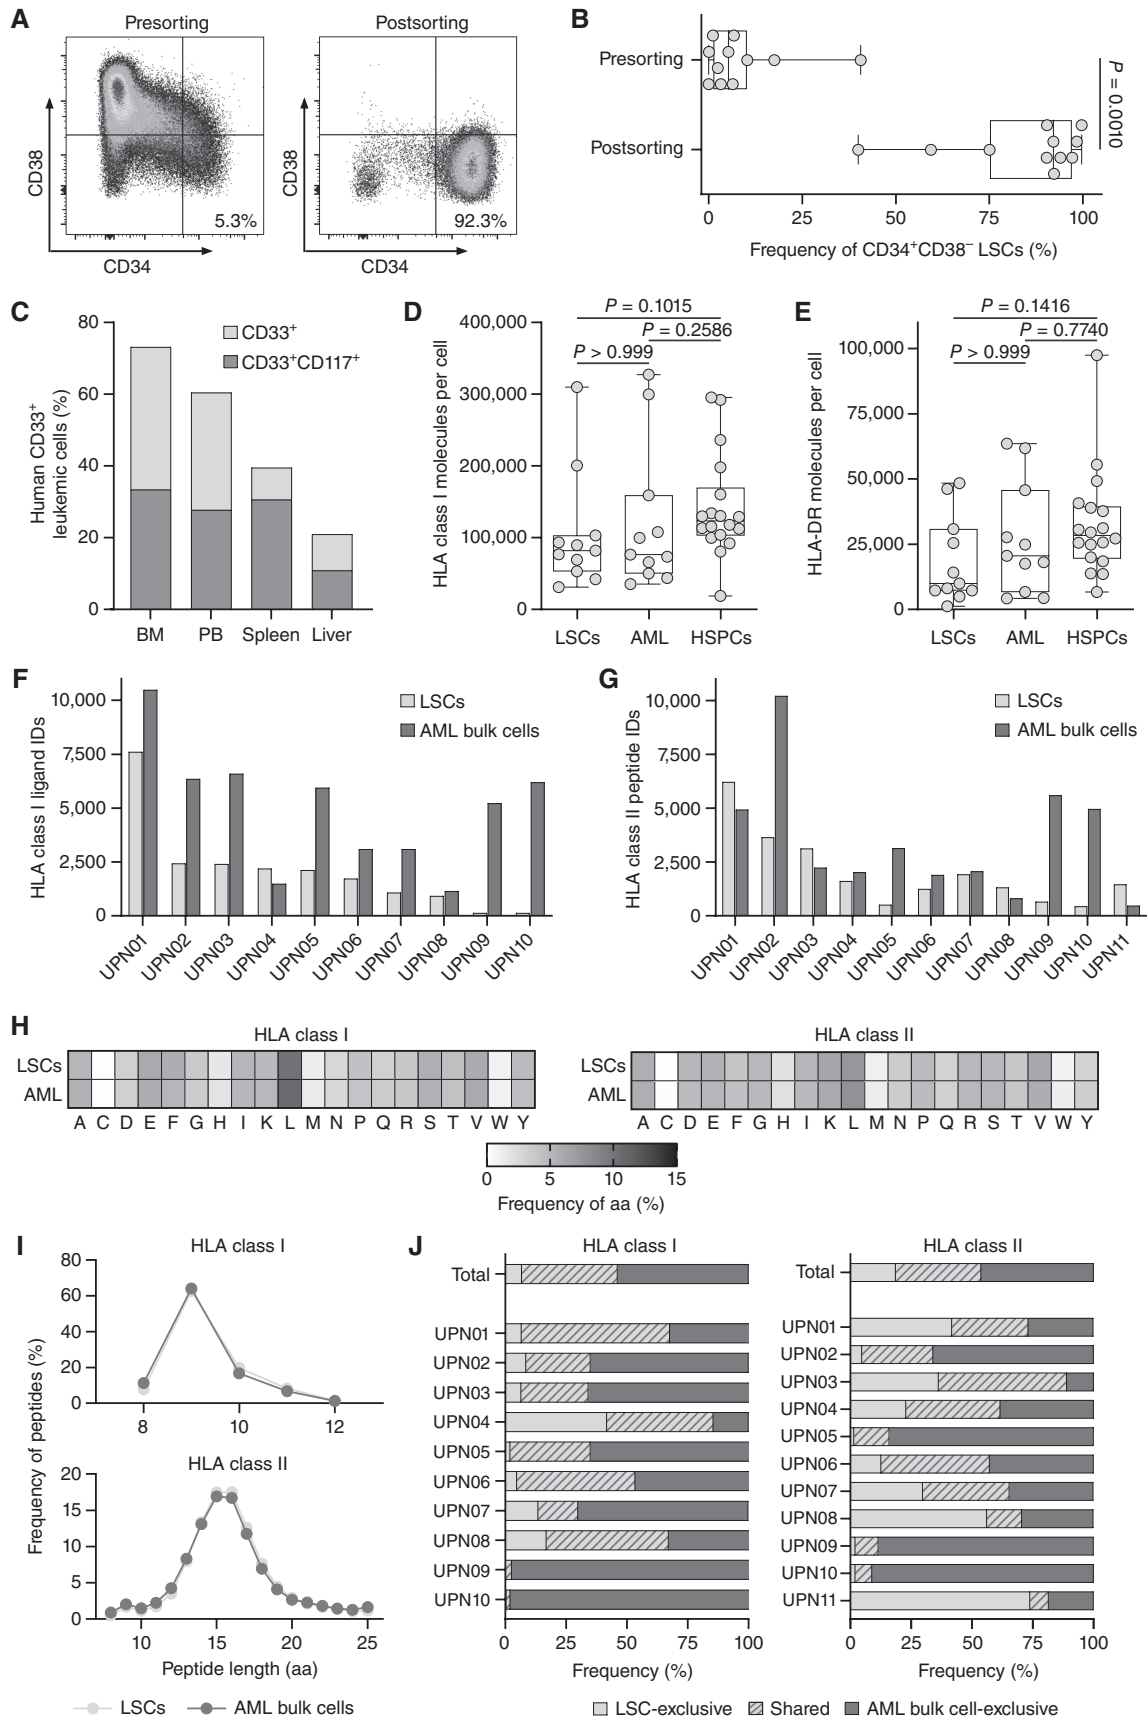 A
Presorting
Postsorting
CD38
CD38
5.3%
92.3%
CD34
CD34
B
Presorting
Postsorting
P = 0.0010
0 25 50 75 100
Frequency of CD34+CD38− LSCs (%)
C
Human CD33+
leukemic cells (%)
80
60
40
20
0
CD33+
CD33+CD117+
BM PB Spleen Liver
D
HLA class I molecules per cell
P = 0.1015
P = 0.2586
P > 0.999
400,000
300,000
200,000
100,000
0
LSCs AML HSPCs
E
HLA-DR molecules per cell
P = 0.1416
P = 0.7740
P > 0.999
100,000
75,000
50,000
25,000
0
LSCs AML HSPCs
F
HLA class I ligand IDs
10,000
7,500
5,000
2,500
0
LSCs
AML bulk cells
UPN01 UPN02 UPN03 UPN04 UPN05 UPN06 UPN07 UPN08 UPN09 UPN10
G
HLA class II peptide IDs
10,000
7,500
5,000
2,500
0
LSCs
AML bulk cells
UPN01 UPN02 UPN03 UPN04 UPN05 UPN06 UPN07 UPN08 UPN09 UPN10 UPN11
H
HLA class I
LSCs
AML
A C D E F G H I K L M N P Q R S T V W Y
HLA class II
LSCs
AML
A C D E F G H I K L M N P Q R S T V W Y
0 5 10 15
Frequency of aa (%)
I
Frequency of peptides (%)
HLA class I
80
60
40
20
0
8 10 12
HLA class II
20
15
10
5
0
10 15 20 25
Peptide length (aa)
LSCs AML bulk cells
J
HLA class I
Total
UPN01
UPN02
UPN03
UPN04
UPN05
UPN06
UPN07
UPN08
UPN09
UPN10
0 25 50 75 100
Frequency (%)
HLA class II
Total
UPN01
UPN02
UPN03
UPN04
UPN05
UPN06
UPN07
UPN08
UPN09
UPN10
UPN11
0 25 50 75 100
Frequency (%)
LSC-exclusive Shared AML bulk cell-exclusive